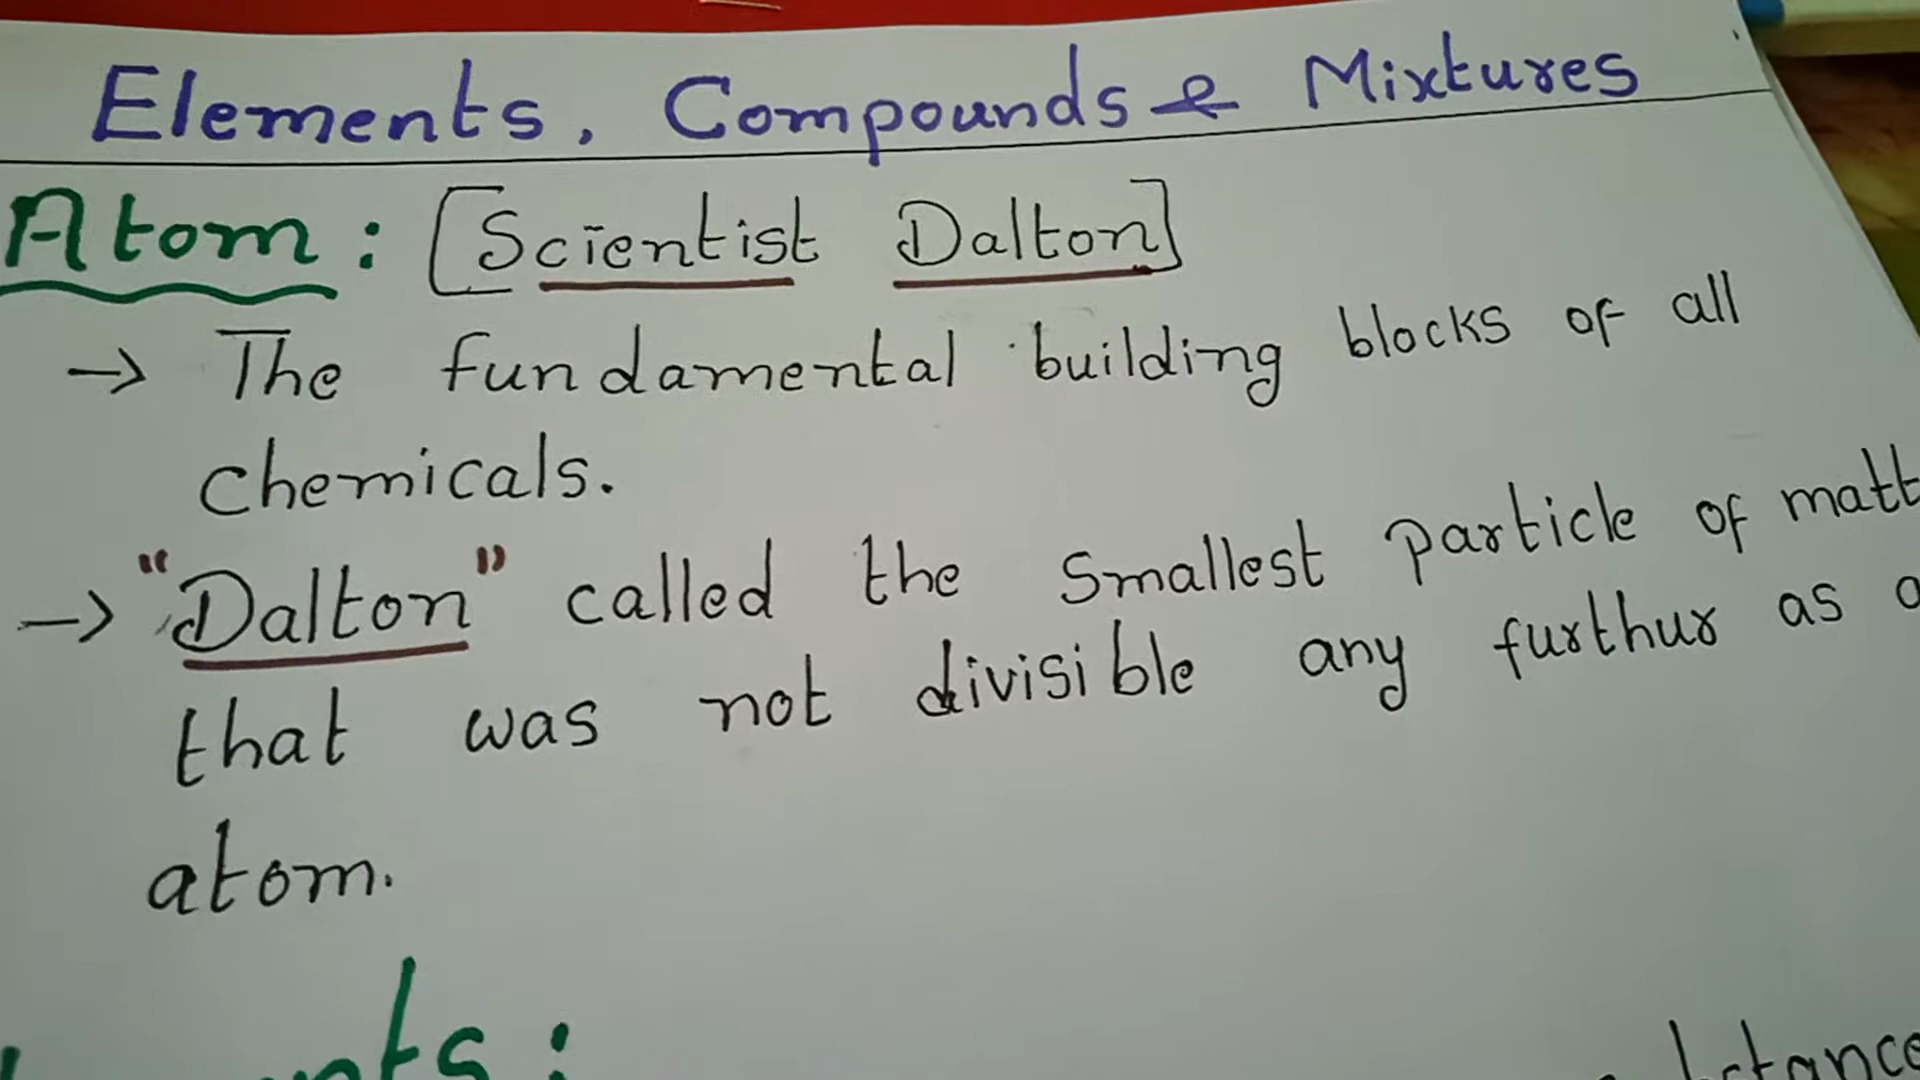 Elements, Compounds & Mixtures
Atom: [Scientist Dalton]
→ The fundamental building blocks of all
chemicals.
→ "Dalton" called the smallest particle of matt
that was not divisible any furthur as a
atom.